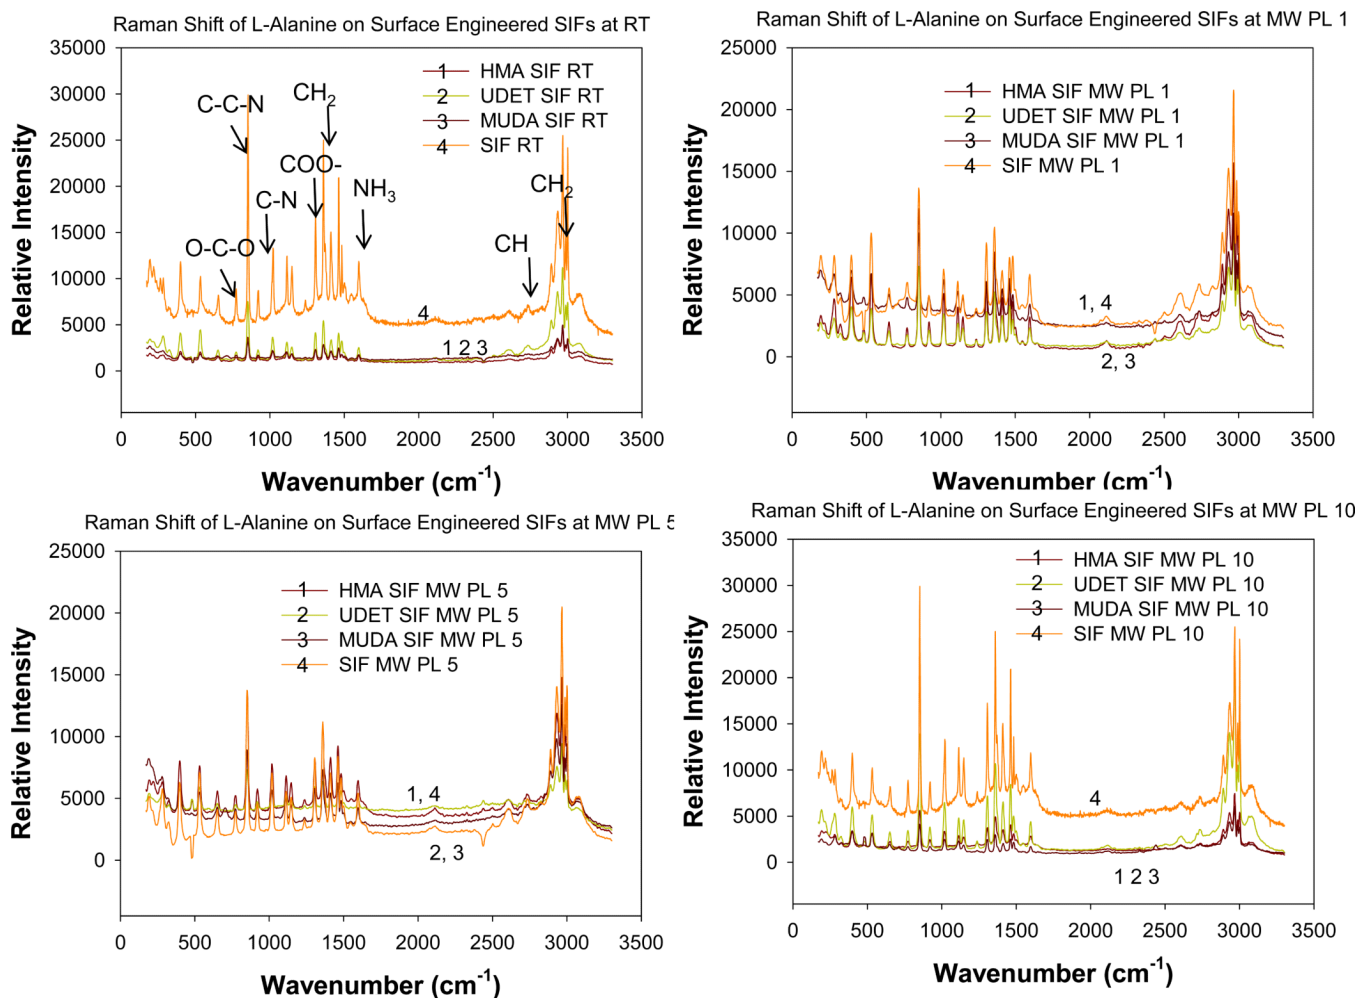 Raman Shift of L-Alanine on Surface Engineered SIFs at RT
35000
30000
25000
20000
15000
10000
5000
0
Relative Intensity
1 HMA SIF RT
2 UDET SIF RT
3 MUDA SIF RT
4 SIF RT
C-C-N
CH2
COO-
C-N
NH3
O-C-O
CH
CH2
4
1 2 3
0 500 1000 1500 2000 2500 3000 3500
Wavenumber (cm-1)
Raman Shift of L-Alanine on Surface Engineered SIFs at MW PL 1
25000
20000
15000
10000
5000
0
Relative Intensity
1 HMA SIF MW PL 1
2 UDET SIF MW PL 1
3 MUDA SIF MW PL 1
4 SIF MW PL 1
1, 4
2, 3
0 500 1000 1500 2000 2500 3000 3500
Wavenumber (cm-1)
Raman Shift of L-Alanine on Surface Engineered SIFs at MW PL 5
25000
20000
15000
10000
5000
0
Relative Intensity
1 HMA SIF MW PL 5
2 UDET SIF MW PL 5
3 MUDA SIF MW PL 5
4 SIF MW PL 5
1, 4
2, 3
0 500 1000 1500 2000 2500 3000 3500
Wavenumber (cm-1)
Raman Shift of L-Alanine on Surface Engineered SIFs at MW PL 10
35000
30000
25000
20000
15000
10000
5000
0
Relative Intensity
1 HMA SIF MW PL 10
2 UDET SIF MW PL 10
3 MUDA SIF MW PL 10
4 SIF MW PL 10
4
1 2 3
0 500 1000 1500 2000 2500 3000 3500
Wavenumber (cm-1)